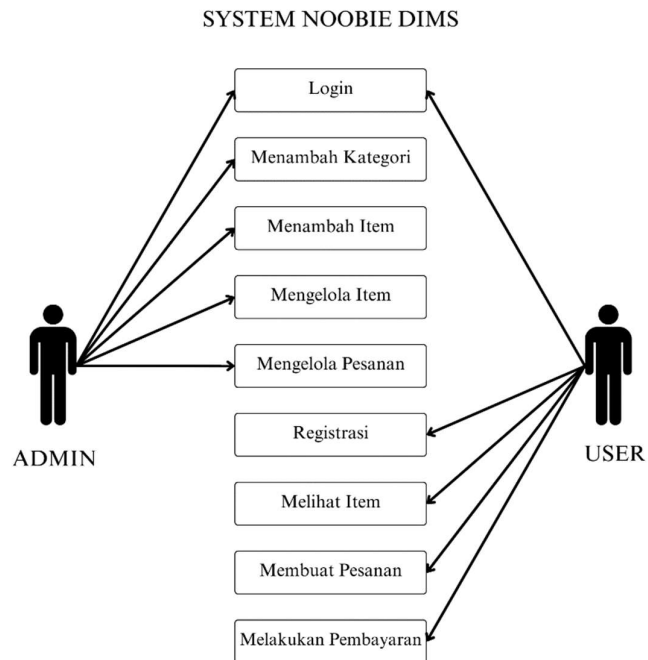 SYSTEM NOOBIE DIMS
Login
Menambah Kategori
Menambah Item
Mengelola Item
Mengelola Pesanan
Registrasi
Melihat Item
Membuat Pesanan
Melakukan Pembayaran
ADMIN
USER